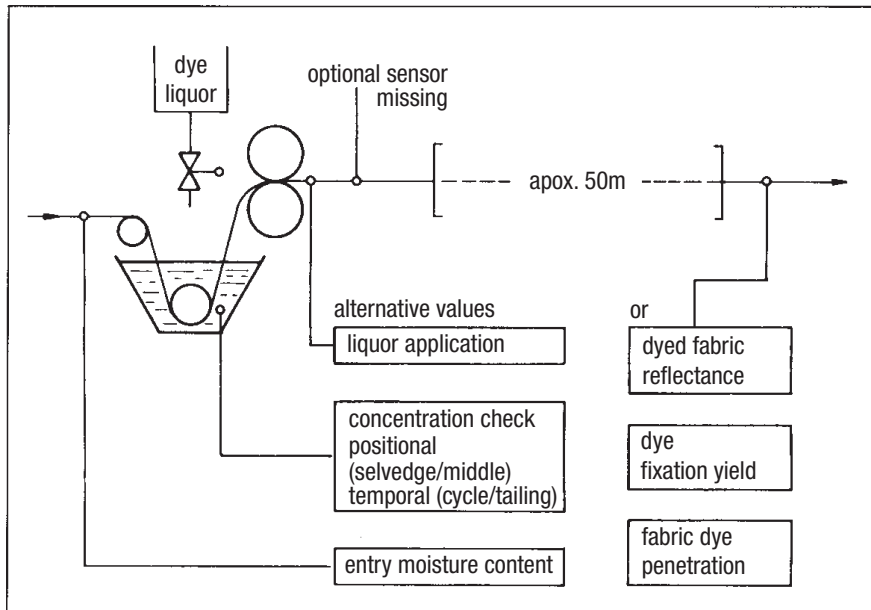 dye
liquor
optional sensor
missing
apox. 50m
alternative values
liquor application
concentration check
positional
(selvedge/middle)
temporal (cycle/tailing)
entry moisture content
or
dyed fabric
reflectance
dye
fixation yield
fabric dye
penetration